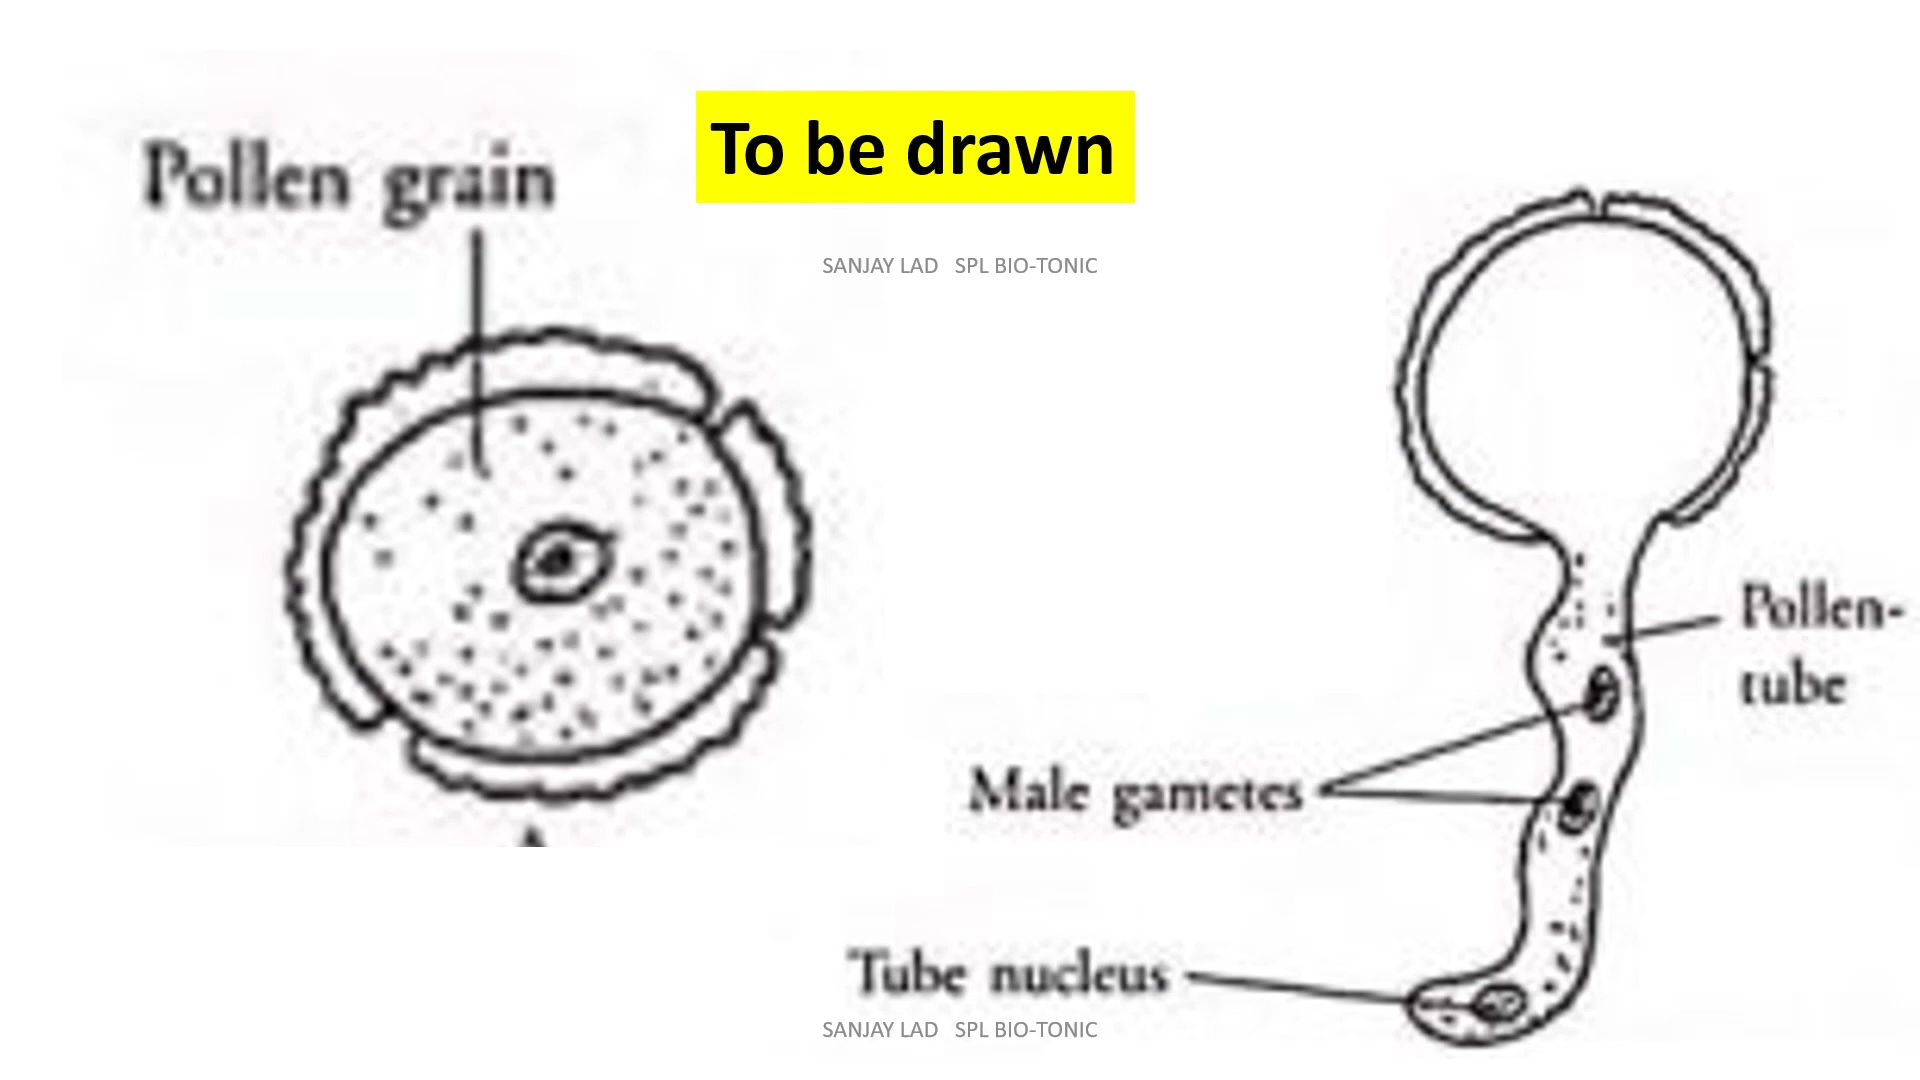 To be drawn
Pollen grain
SANJAY LAD   SPL BIO-TONIC
Pollen-
tube
Male gametes
Tube nucleus
SANJAY LAD   SPL BIO-TONIC